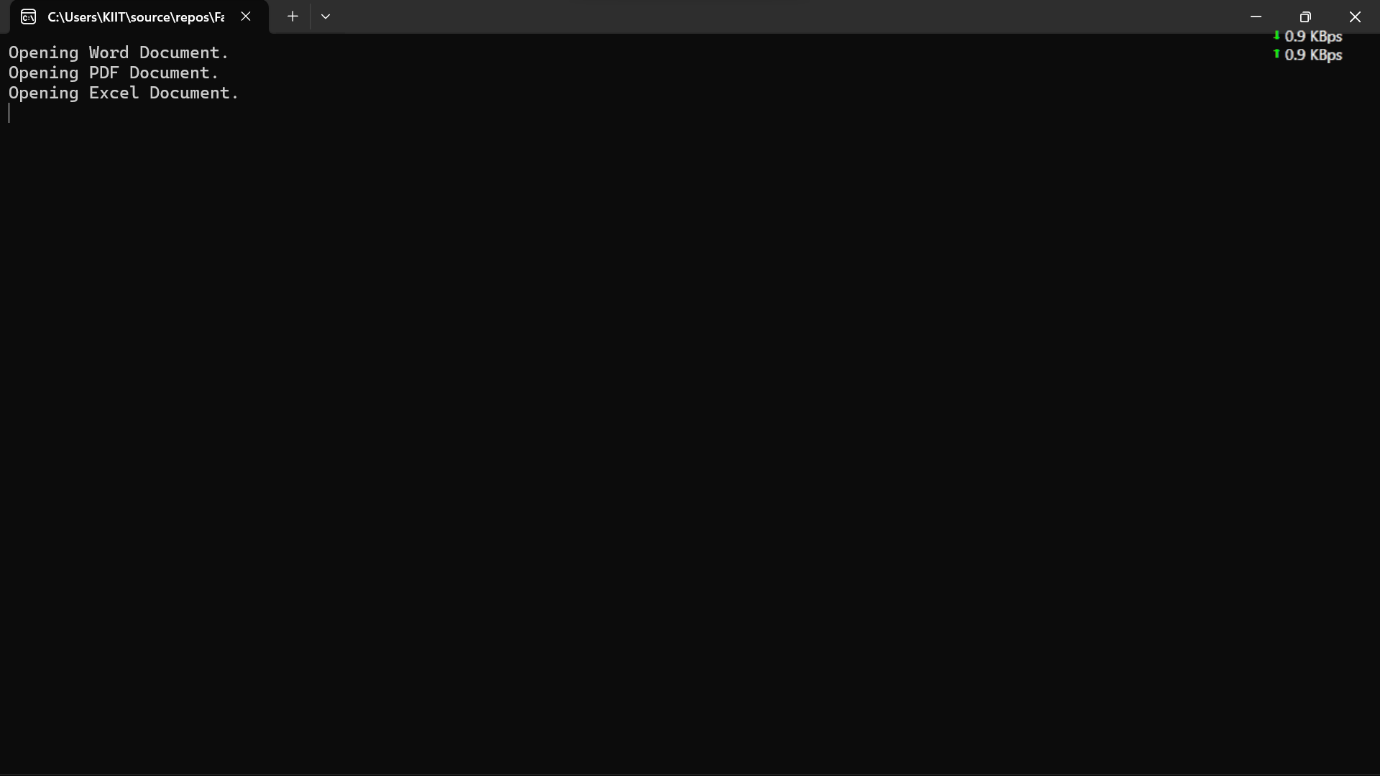 C:\Users\KIIT\source\repos\Fa
0.9 KBps
0.9 KBps
Opening Word Document.
Opening PDF Document.
Opening Excel Document.